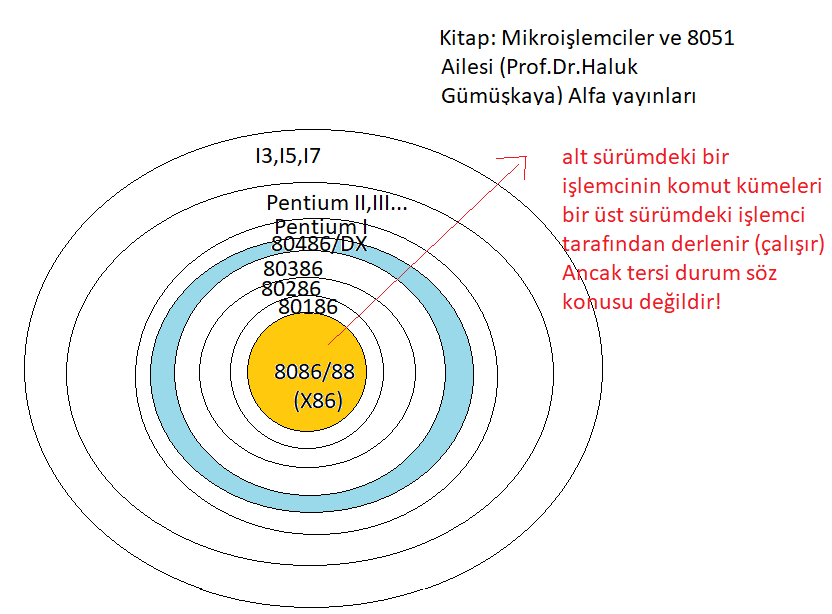 Kitap: Mikroişlemciler ve 8051
Ailesi (Prof.Dr.Haluk
Gümüşkaya) Alfa yayınları
I3,I5,I7
alt sürümdeki bir
işlemcinin komut kümeleri
bir üst sürümdeki işlemci
tarafından derlenir (çalışır)
Ancak tersi durum söz
konusu değildir!
Pentium II,III...
Pentium I
80486/DX
80386
80286
80186
8086/88
(X86)